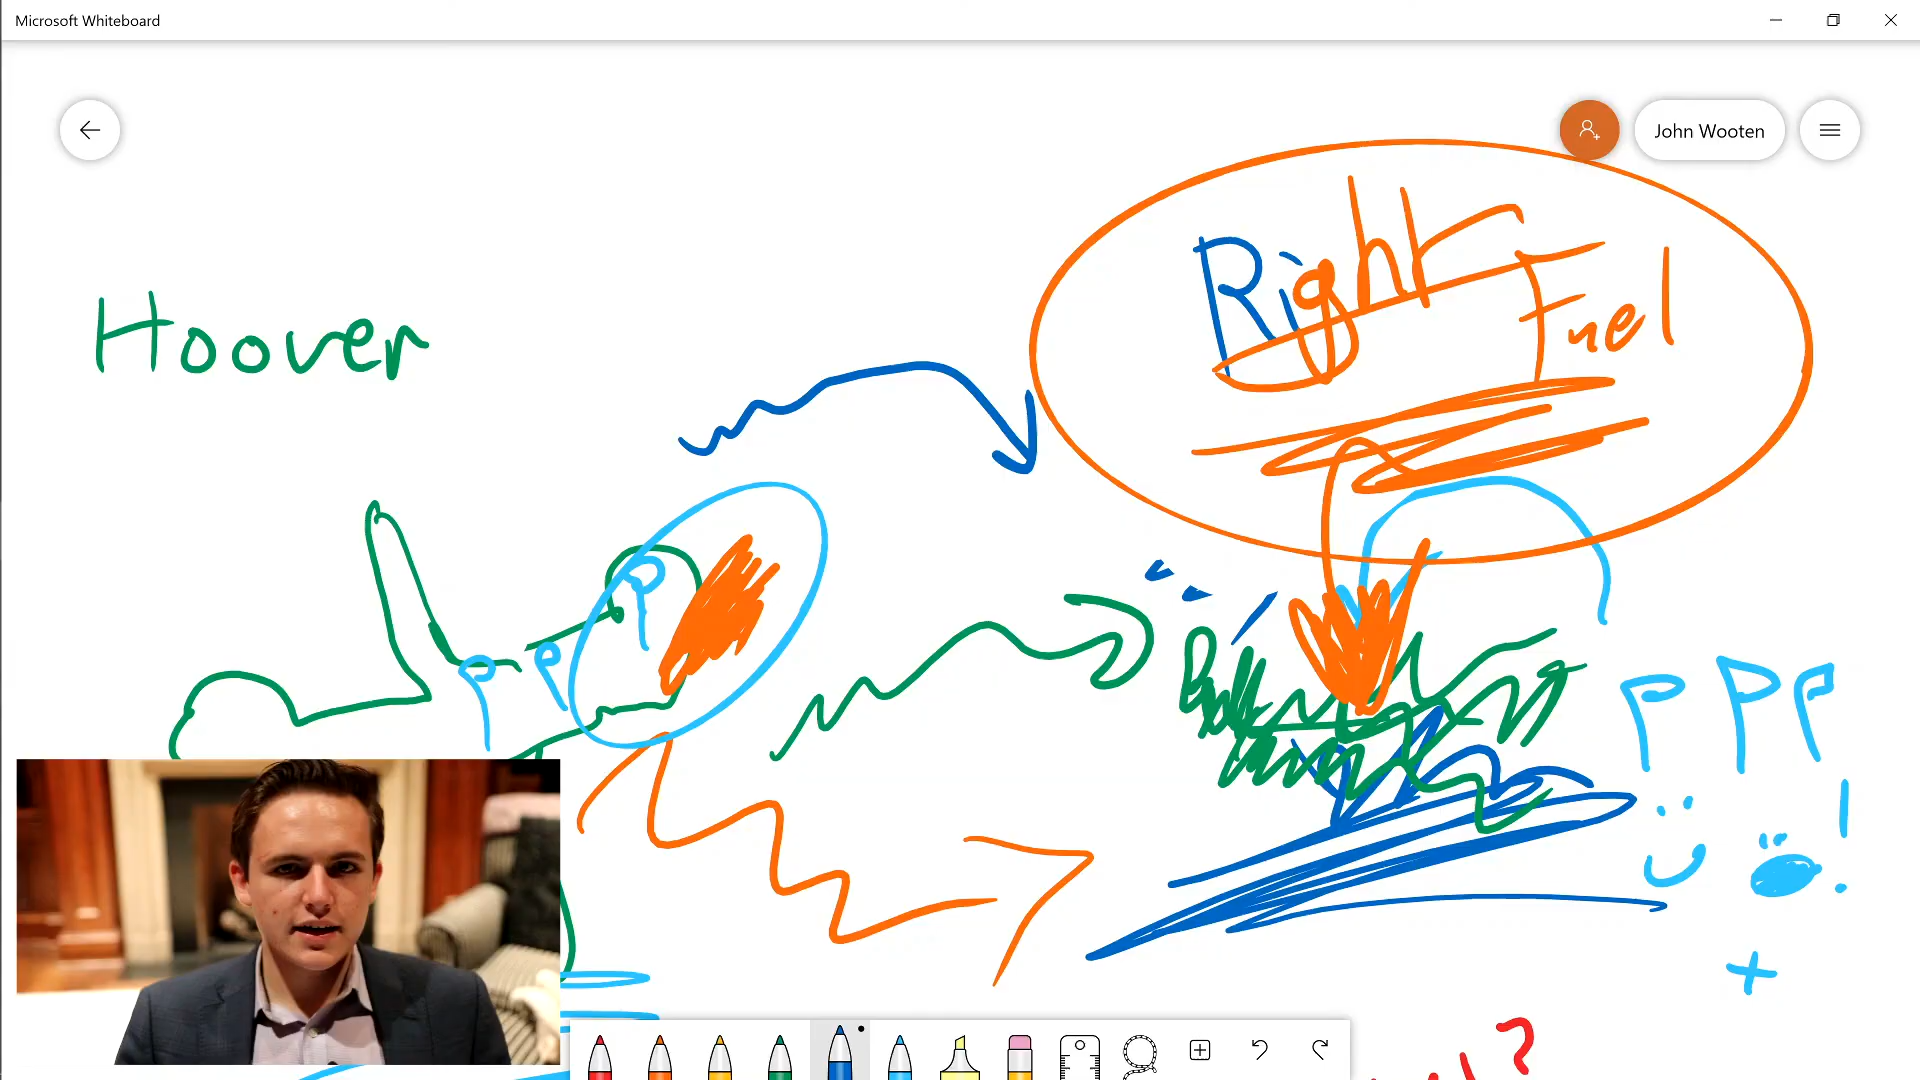 Microsoft Whiteboard
John Wooten
Right
Fuel
Hoover
P
P
P
P P P
!
+
?